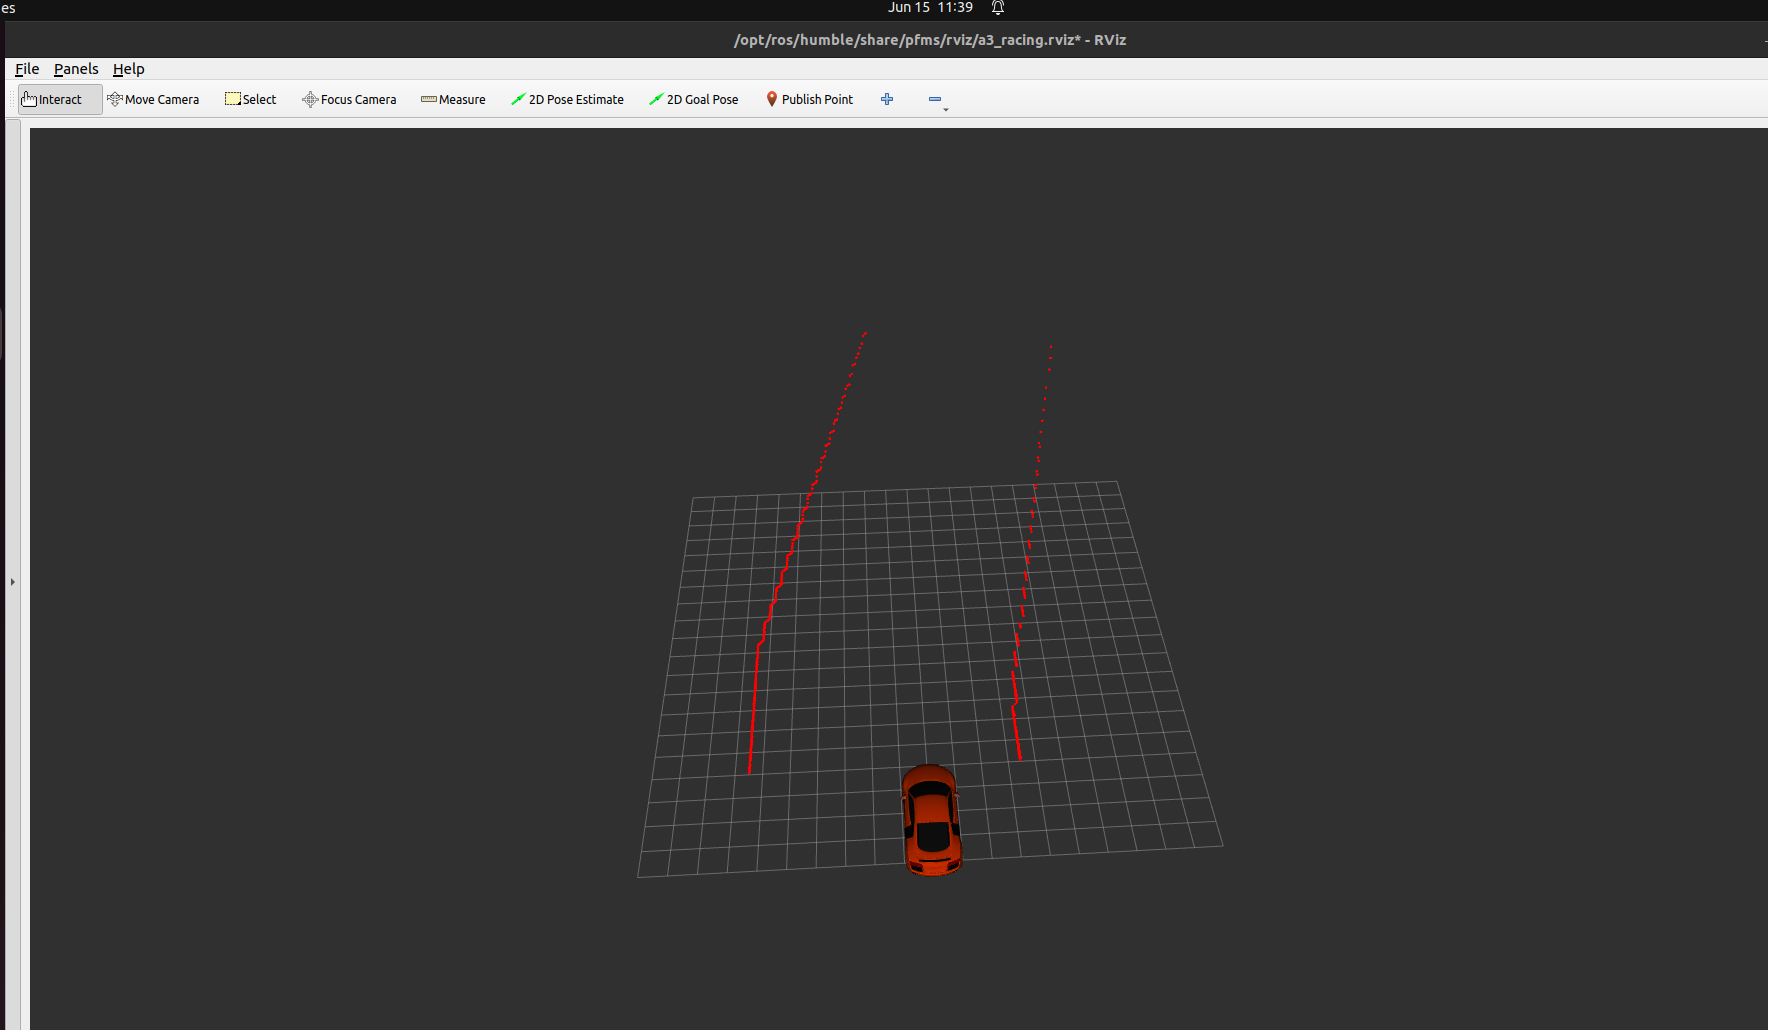 es
Jun 15 11:39
/opt/ros/humble/share/pfms/rviz/a3_racing.rviz* - RViz
File Panels Help
Interact Move Camera Select Focus Camera Measure 2D Pose Estimate 2D Goal Pose Publish Point